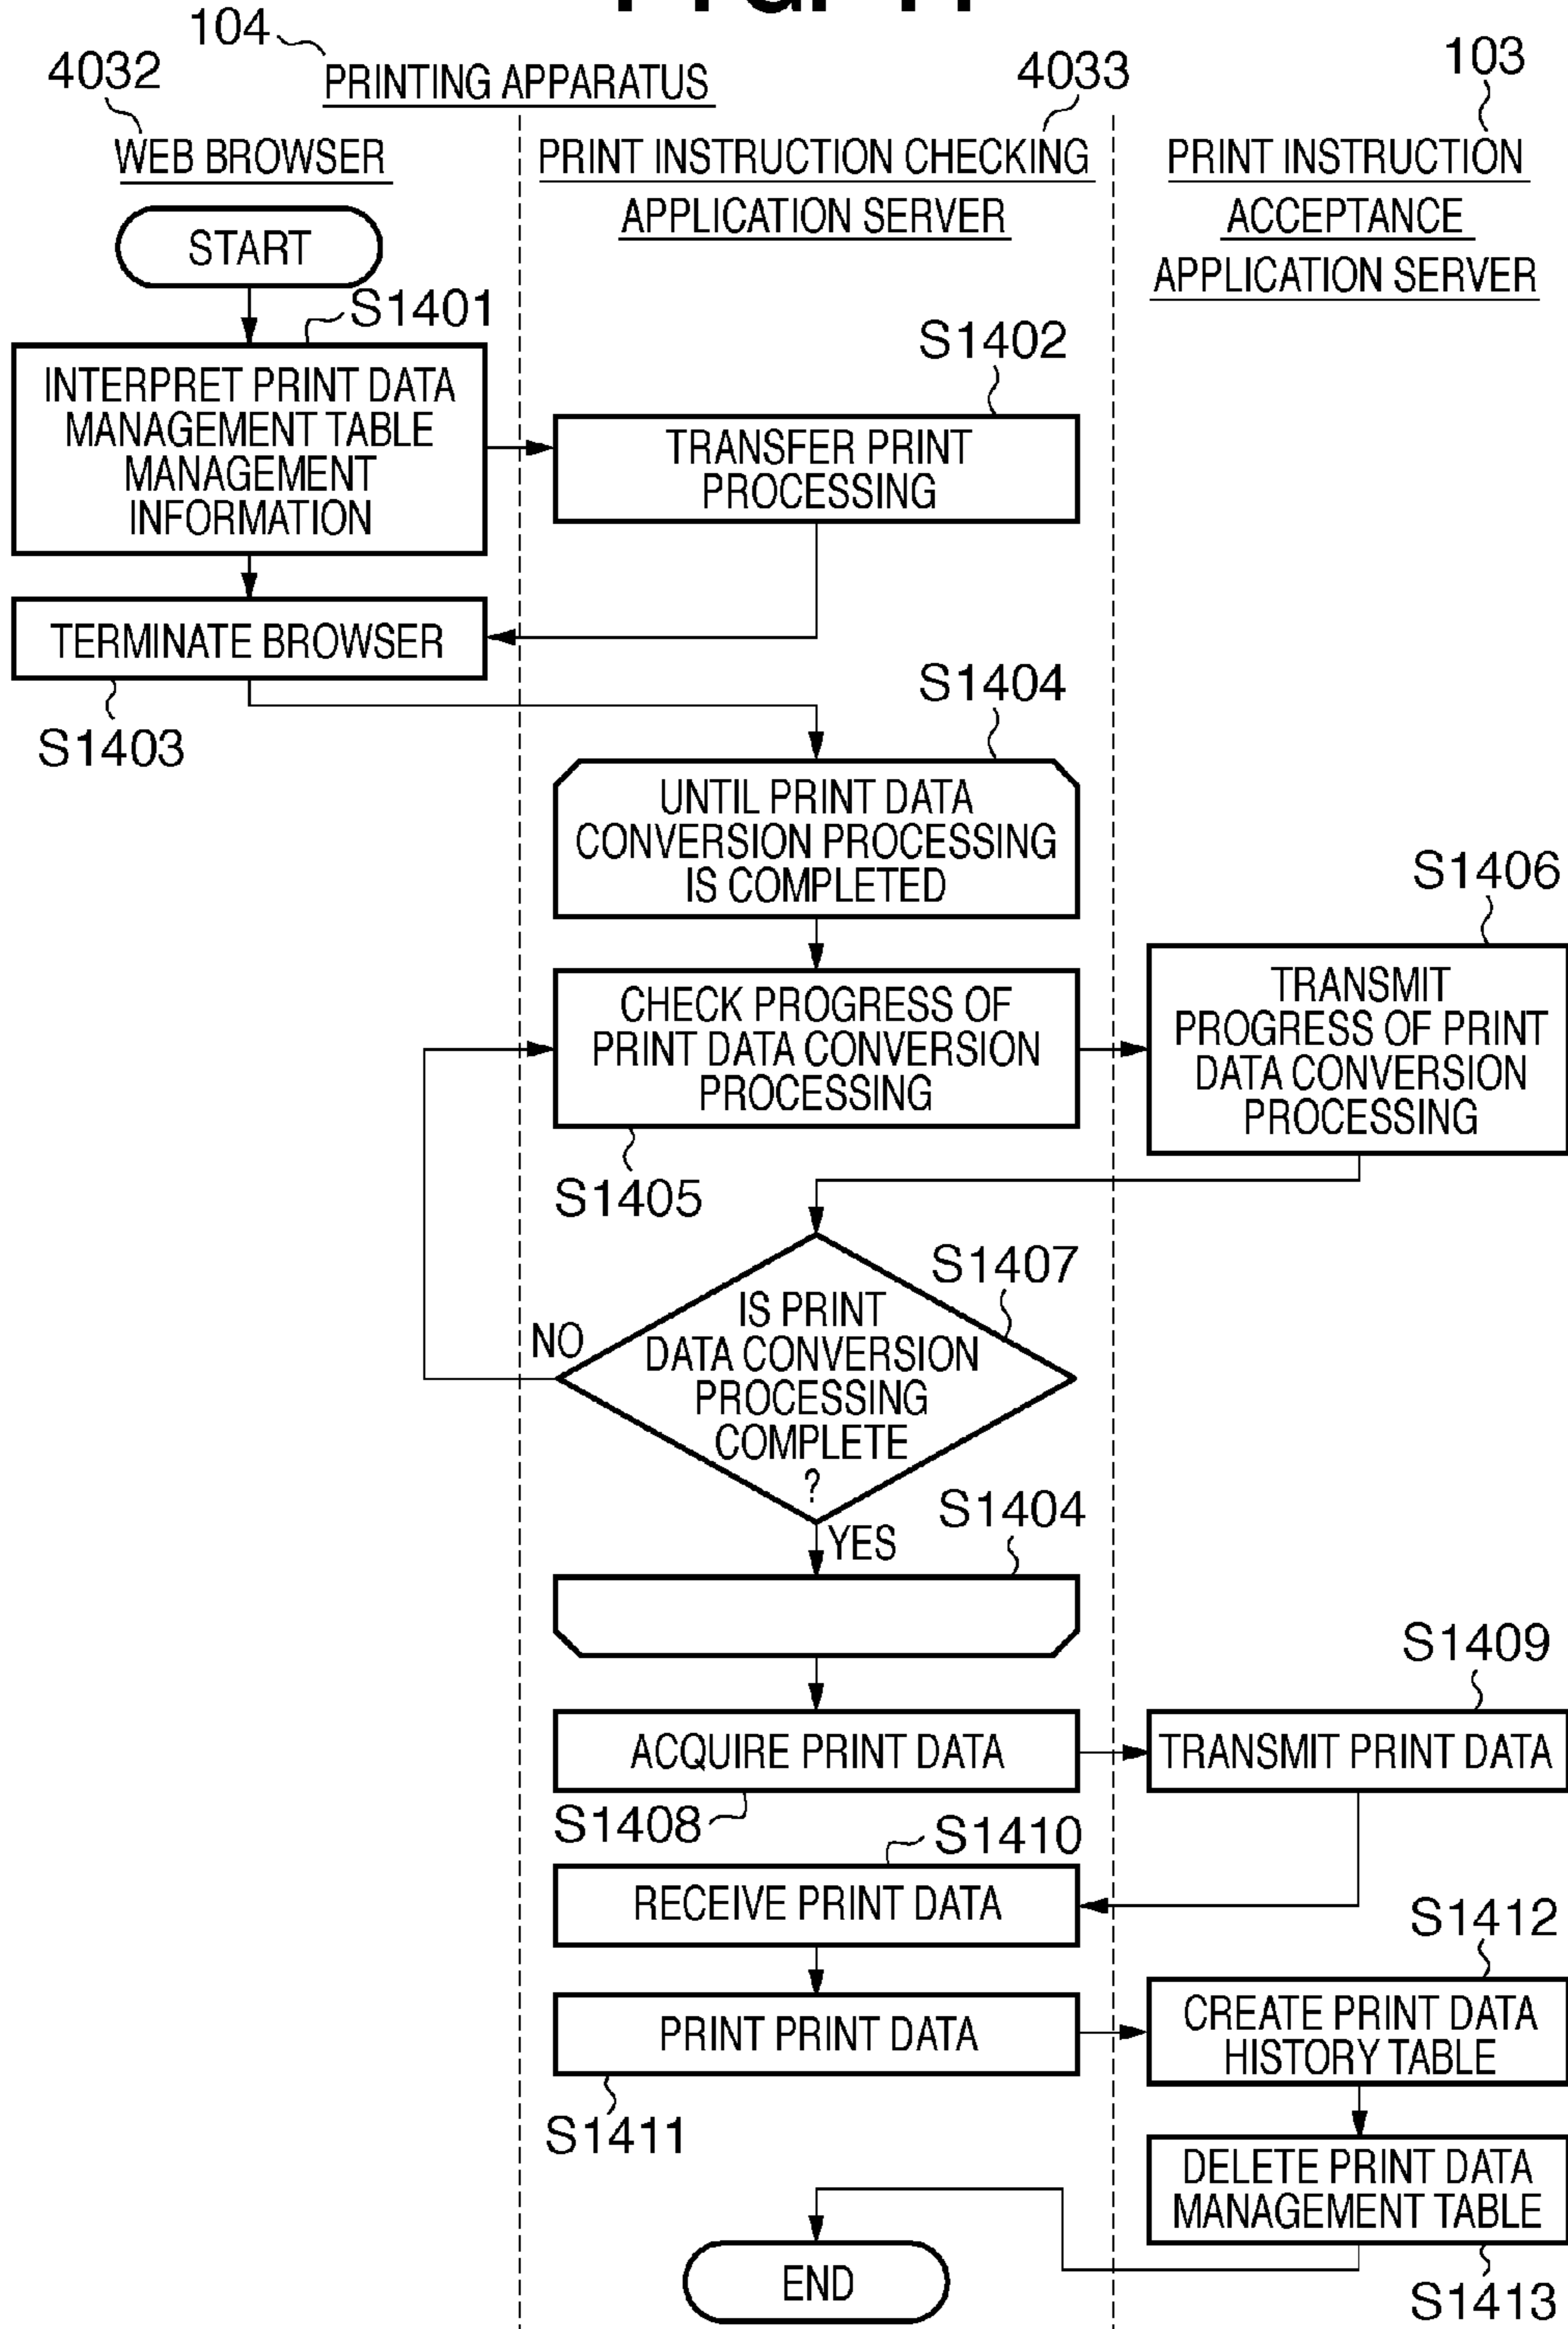 104
PRINTING APPARATUS
4032
WEB BROWSER
4033
PRINT INSTRUCTION CHECKING
APPLICATION SERVER
103
PRINT INSTRUCTION
ACCEPTANCE
APPLICATION SERVER
START
S1401
INTERPRET PRINT DATA
MANAGEMENT TABLE
MANAGEMENT
INFORMATION
S1402
TRANSFER PRINT
PROCESSING
TERMINATE BROWSER
S1403
S1404
UNTIL PRINT DATA
CONVERSION PROCESSING
IS COMPLETED
CHECK PROGRESS OF
PRINT DATA CONVERSION
PROCESSING
S1405
S1406
TRANSMIT
PROGRESS OF PRINT
DATA CONVERSION
PROCESSING
S1407
IS PRINT
DATA CONVERSION
PROCESSING
COMPLETE
?
NO
YES
S1404
ACQUIRE PRINT DATA
S1408
S1409
TRANSMIT PRINT DATA
S1410
RECEIVE PRINT DATA
PRINT PRINT DATA
S1411
S1412
CREATE PRINT DATA
HISTORY TABLE
DELETE PRINT DATA
MANAGEMENT TABLE
S1413
END